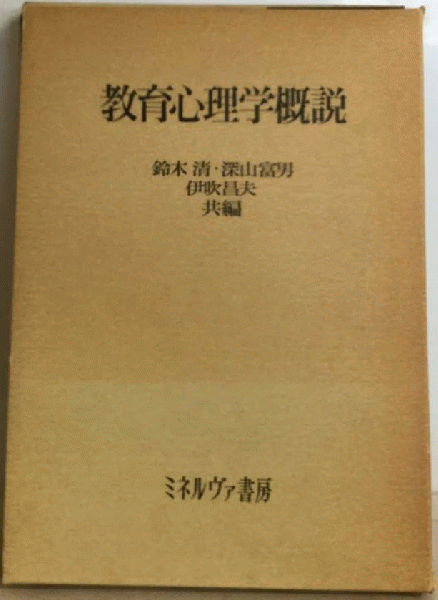 教育心理学概説
鈴木 清・深山富男
伊吹昌夫
共編
ミネルヴァ書房